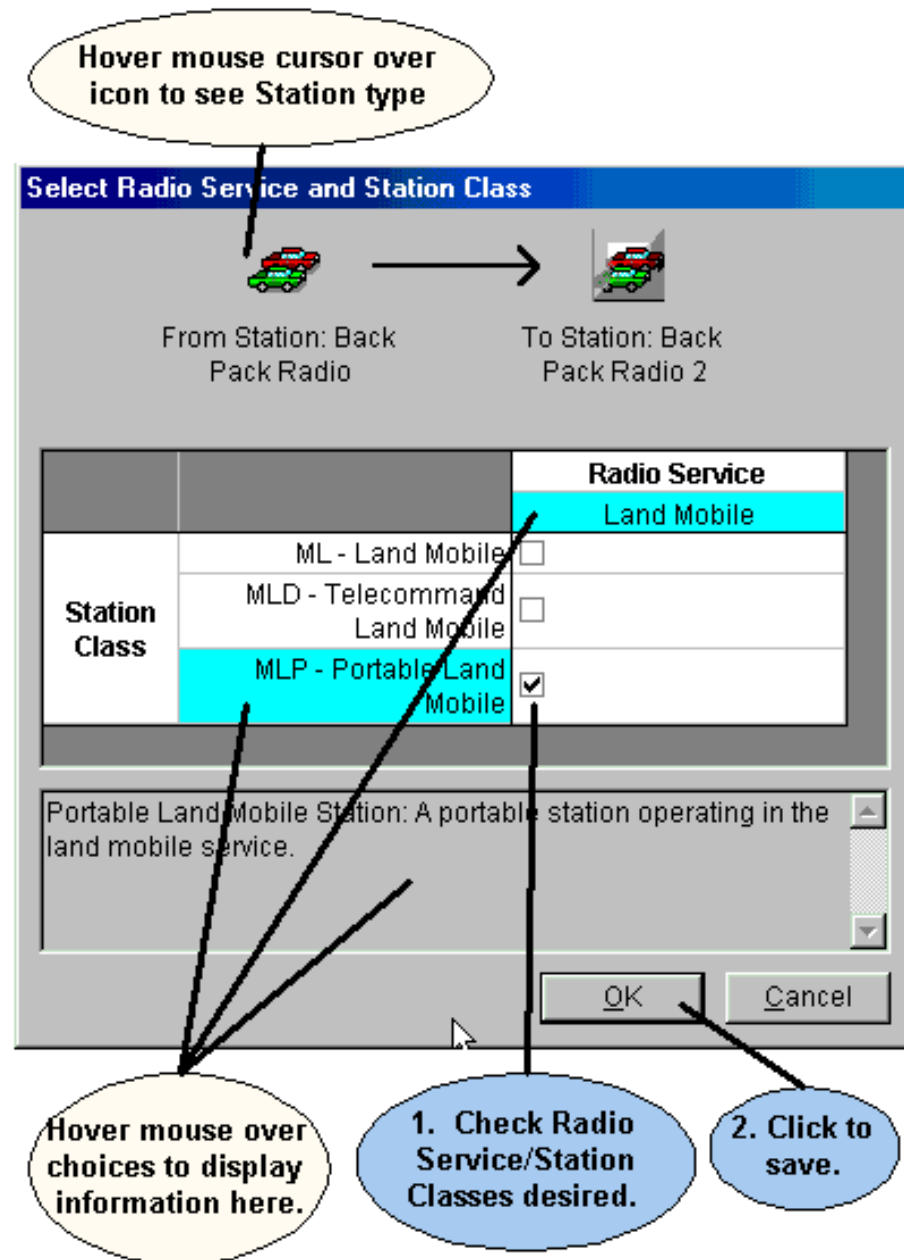 Hover mouse cursor over
icon to see Station type
Select Radio Service and Station Class
From Station: Back
Pack Radio
To Station: Back
Pack Radio 2
Radio Service
Land Mobile
Station
Class
ML - Land Mobile
MLD - Telecommand
Land Mobile
MLP - Portable Land
Mobile
Portable Land Mobile Station: A portable station operating in the
land mobile service.
OK
Cancel
Hover mouse over
choices to display
information here.
1. Check Radio
Service/Station
Classes desired.
2. Click to
save.